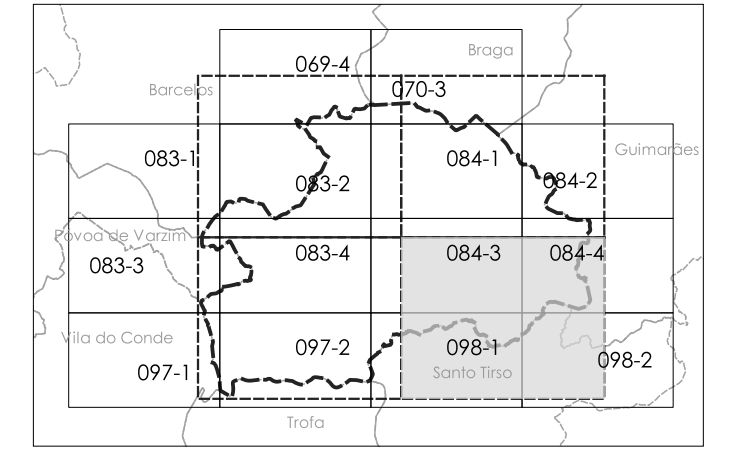 Braga
069-4
Barcelos
070-3
Guimarães
083-1
084-1
083-2
084-2
Póvoa de Varzim
083-4
084-3
084-4
083-3
Vila do Conde
097-2
098-1
098-2
097-1
Santo Tirso
Trofa